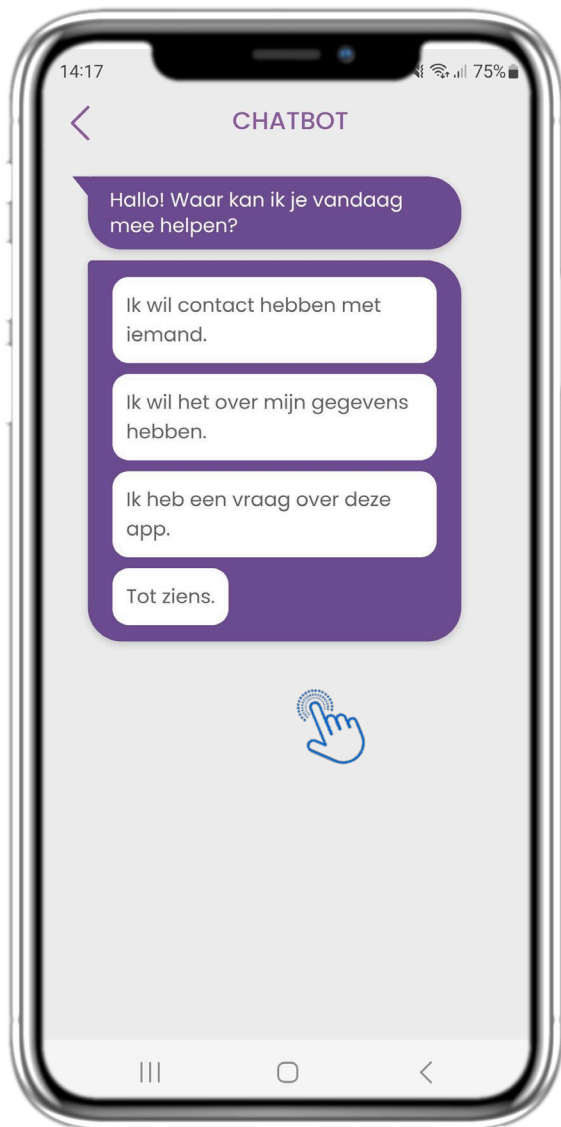 14:17
75%
CHATBOT
Hallo! Waar kan ik je vandaag
mee helpen?
Ik wil contact hebben met
iemand.
Ik wil het over mijn gegevens
hebben.
Ik heb een vraag over deze
app.
Tot ziens.